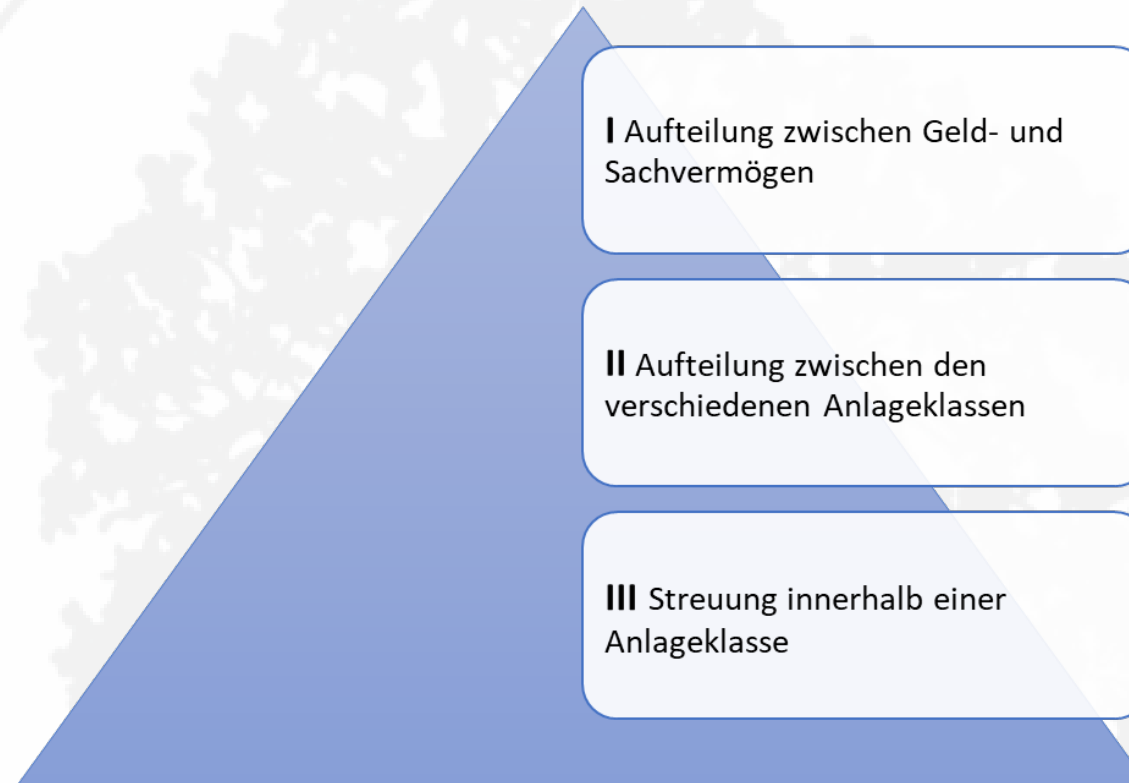 I Aufteilung zwischen Geld- und
Sachvermögen
II Aufteilung zwischen den
verschiedenen Anlageklassen
III Streuung innerhalb einer
Anlageklasse